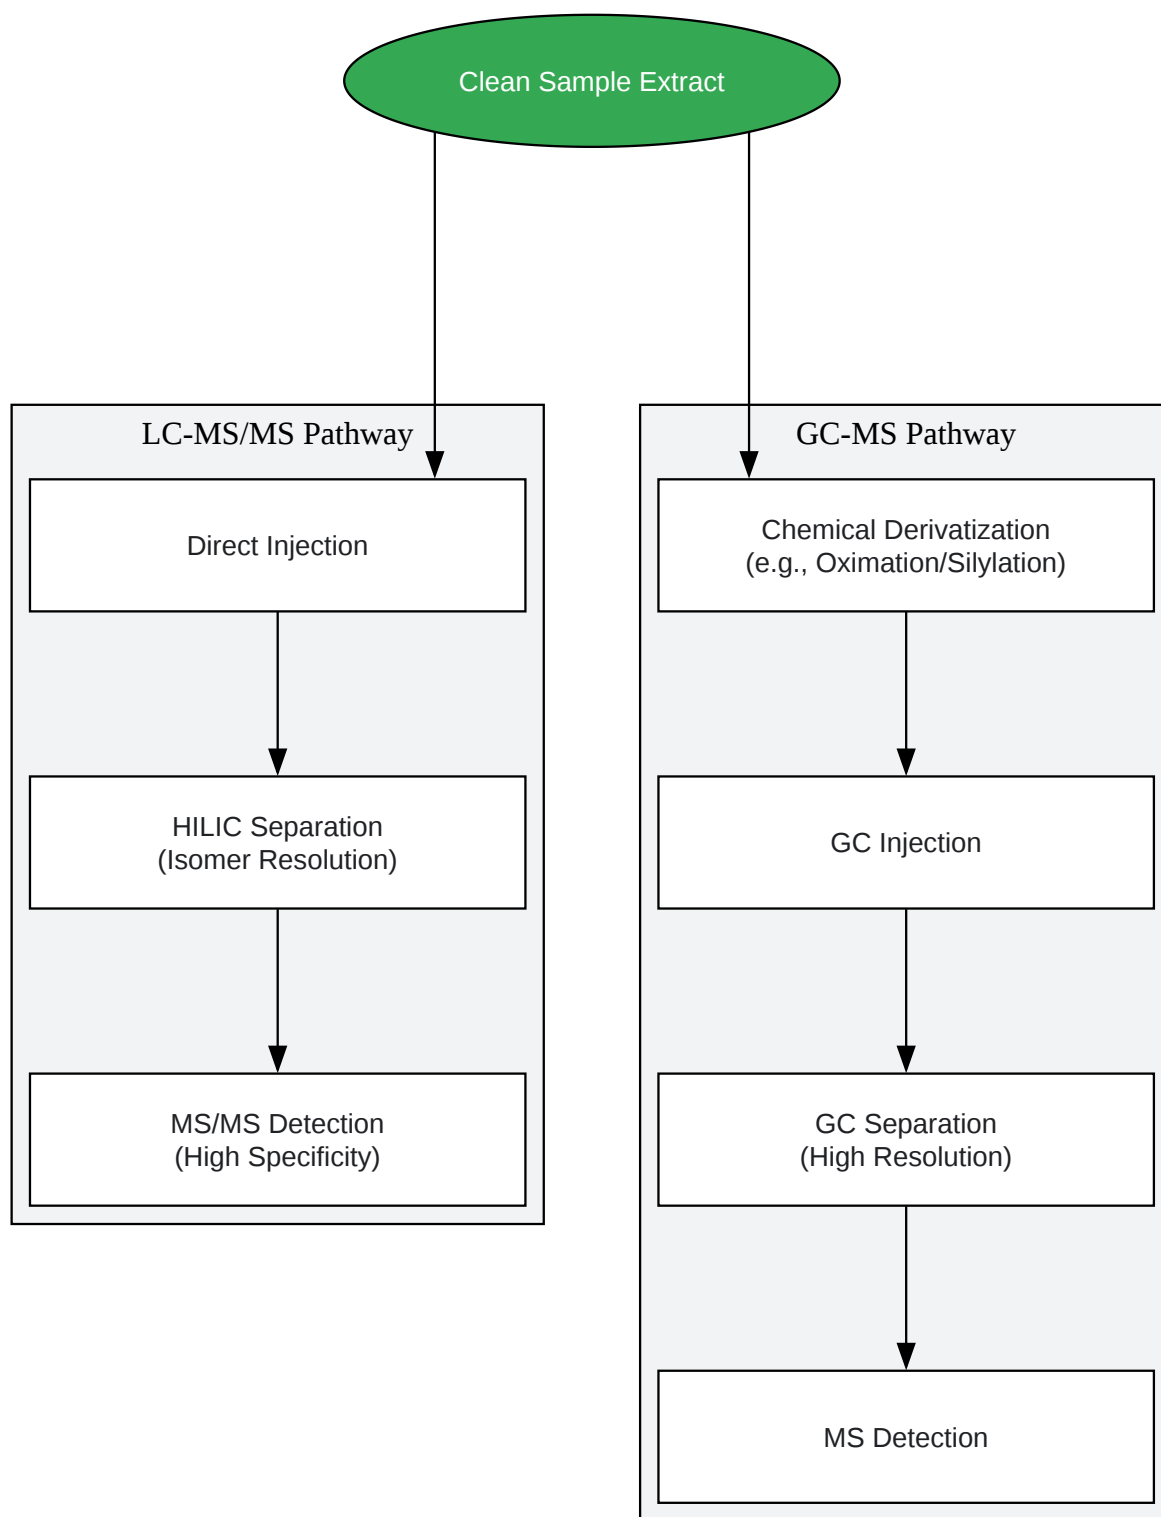 Clean Sample Extract
LC-MS/MS Pathway
Direct Injection
HILIC Separation
(Isomer Resolution)
MS/MS Detection
(High Specificity)
GC-MS Pathway
Chemical Derivatization
(e.g., Oximation/Silylation)
GC Injection
GC Separation
(High Resolution)
MS Detection